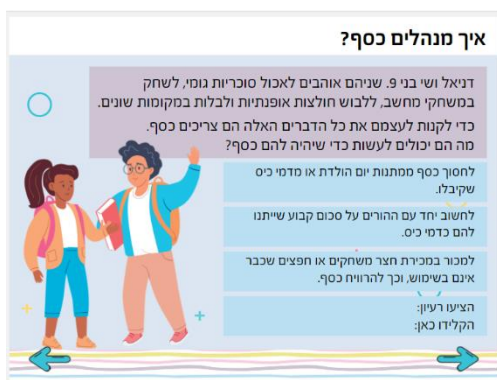 איך מנהלים כסף?
דניאל ושי בני 9. שניהם אוהבים לאכול סוכריות גומי, לשחק
במשחקי מחשב, ללבוש חולצות אופנתיות ולבלות במקומות שונים.
כדי לקנות לעצמם את כל הדברים האלה הם צריכים כסף.
מה הם יכולים לעשות כדי שיהיה להם כסף?
לחסוך כסף ממתנות יום הולדת או מדמי כיס
שקיבלו.
לחשוב יחד עם ההורים על סכום קבוע שייתנו
להם כדמי כיס.
למכור במכירת חצר משחקים או חפצים שכבר
אינם בשימוש, וכך להרוויח כסף.
הציעו רעיון:
הקלידו כאן: